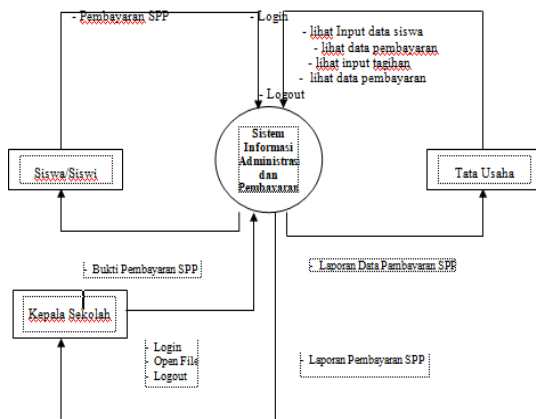 - Pembayaran SPP
- Login
- lihat Input data siswa
- lihat data pembayaran
- lihat input tagihan
- lihat data pembayaran
- Logout
Sistem
Informasi
Administras
dan
Pembayaran
Siswa/Siswi
Tata Usaha
- Bukti Pembayaran SPP
- Laporan Data Pambavaran SPP
Kepala Sekolah
- Login
- Open File
- Logout
- Laporan Pembayaran SPP